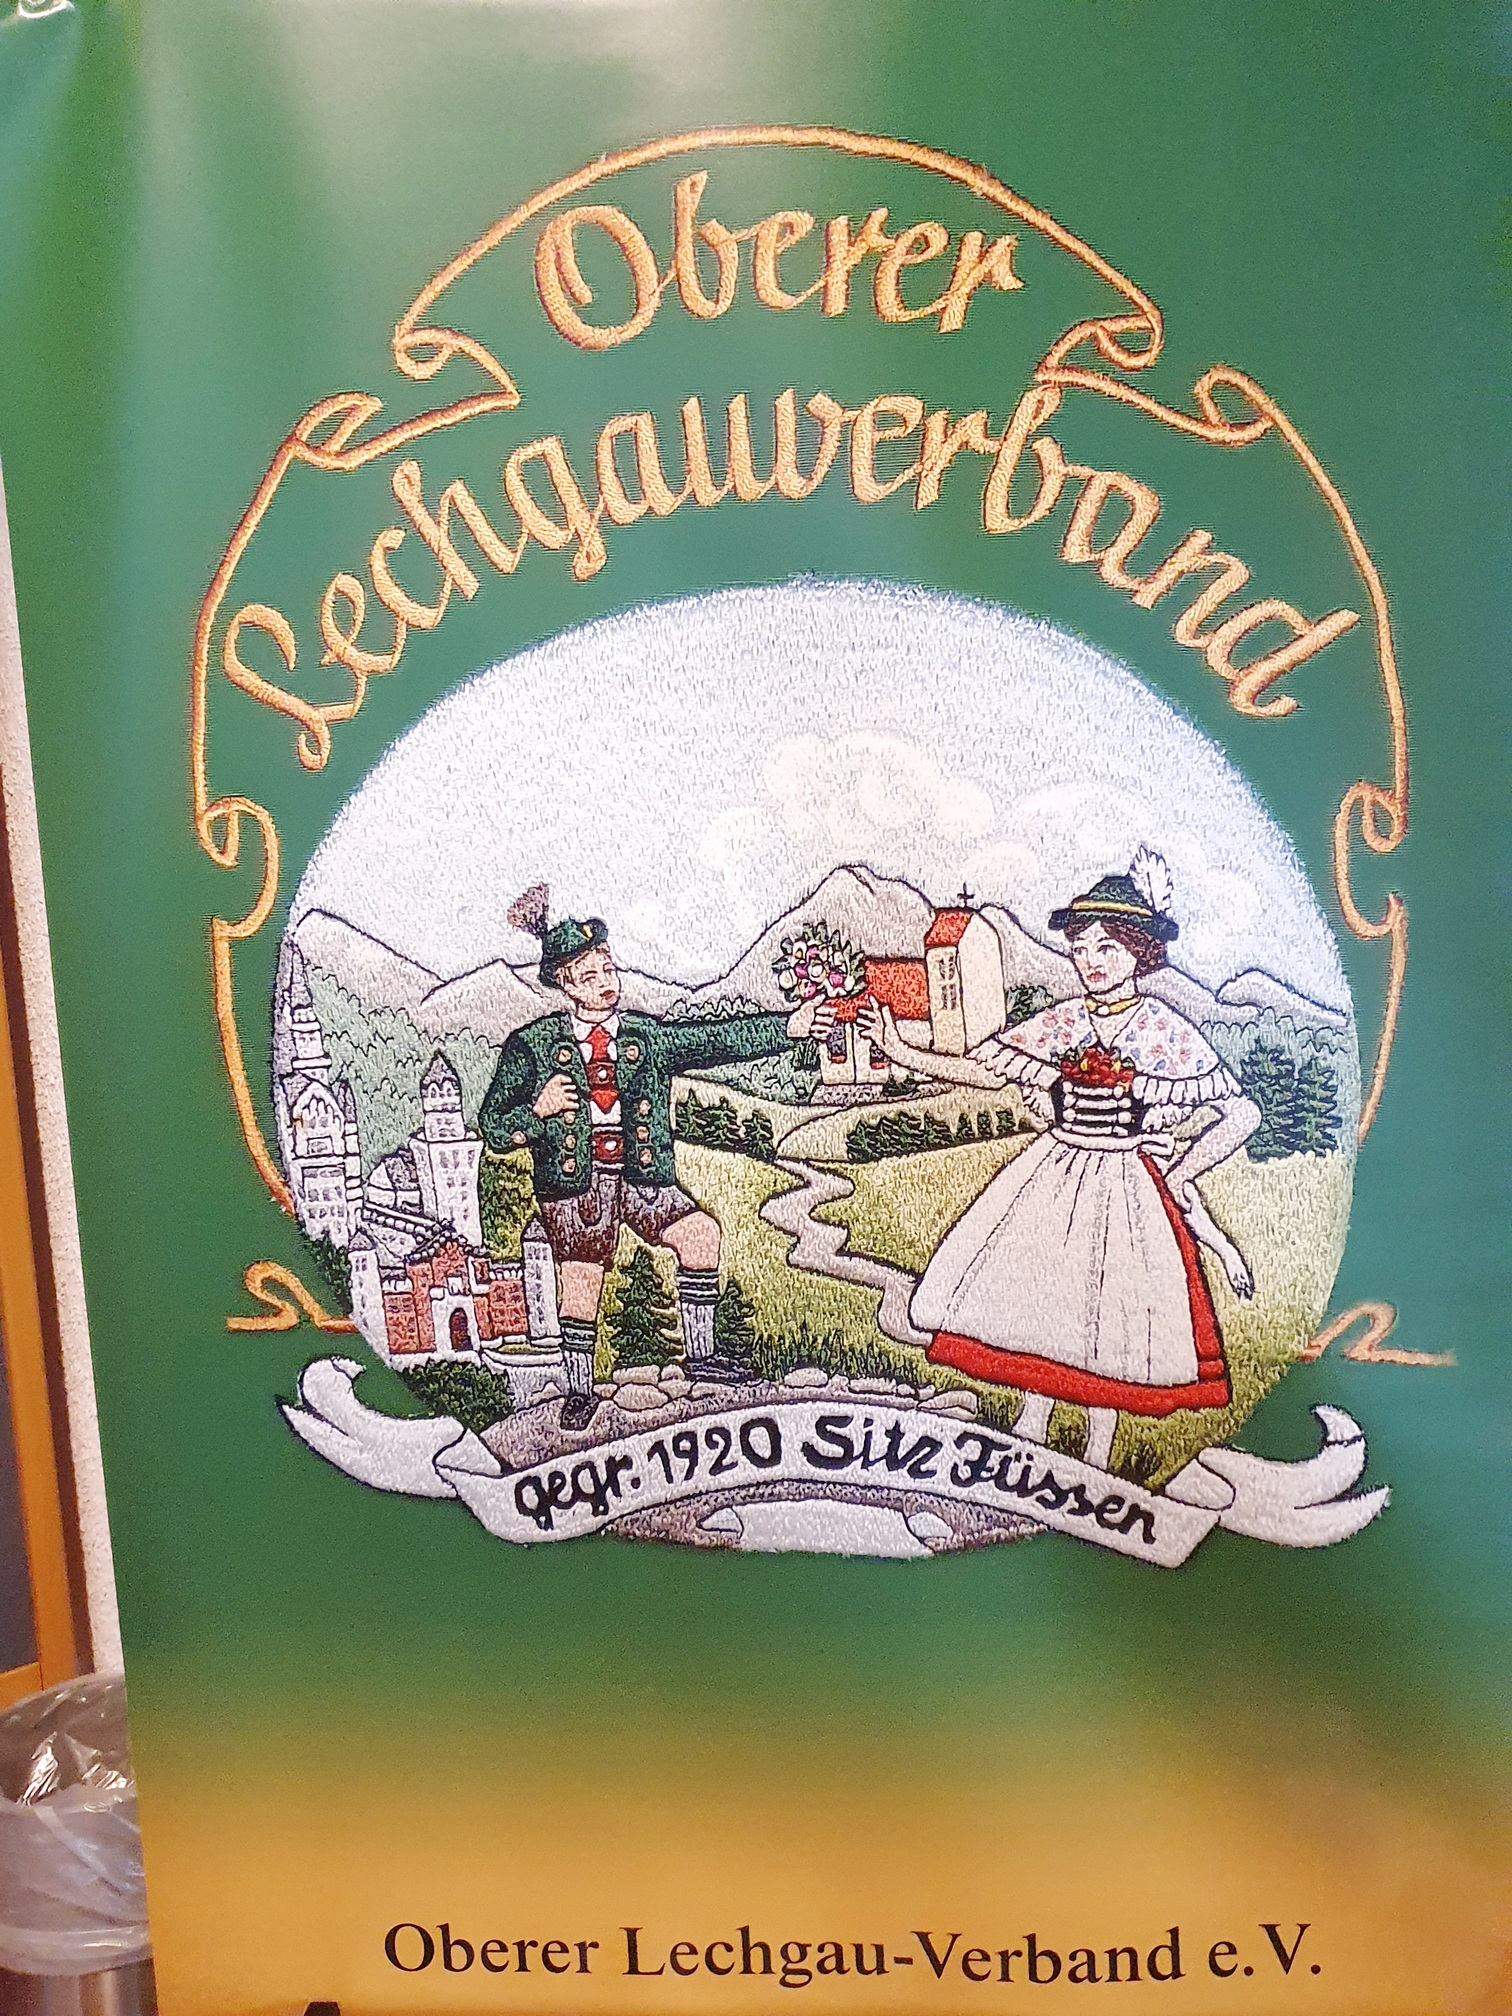 Oberer
Lechgauverband
gegr. 1920 Sitz Füssen
Oberer Lechgau-Verband e.V.